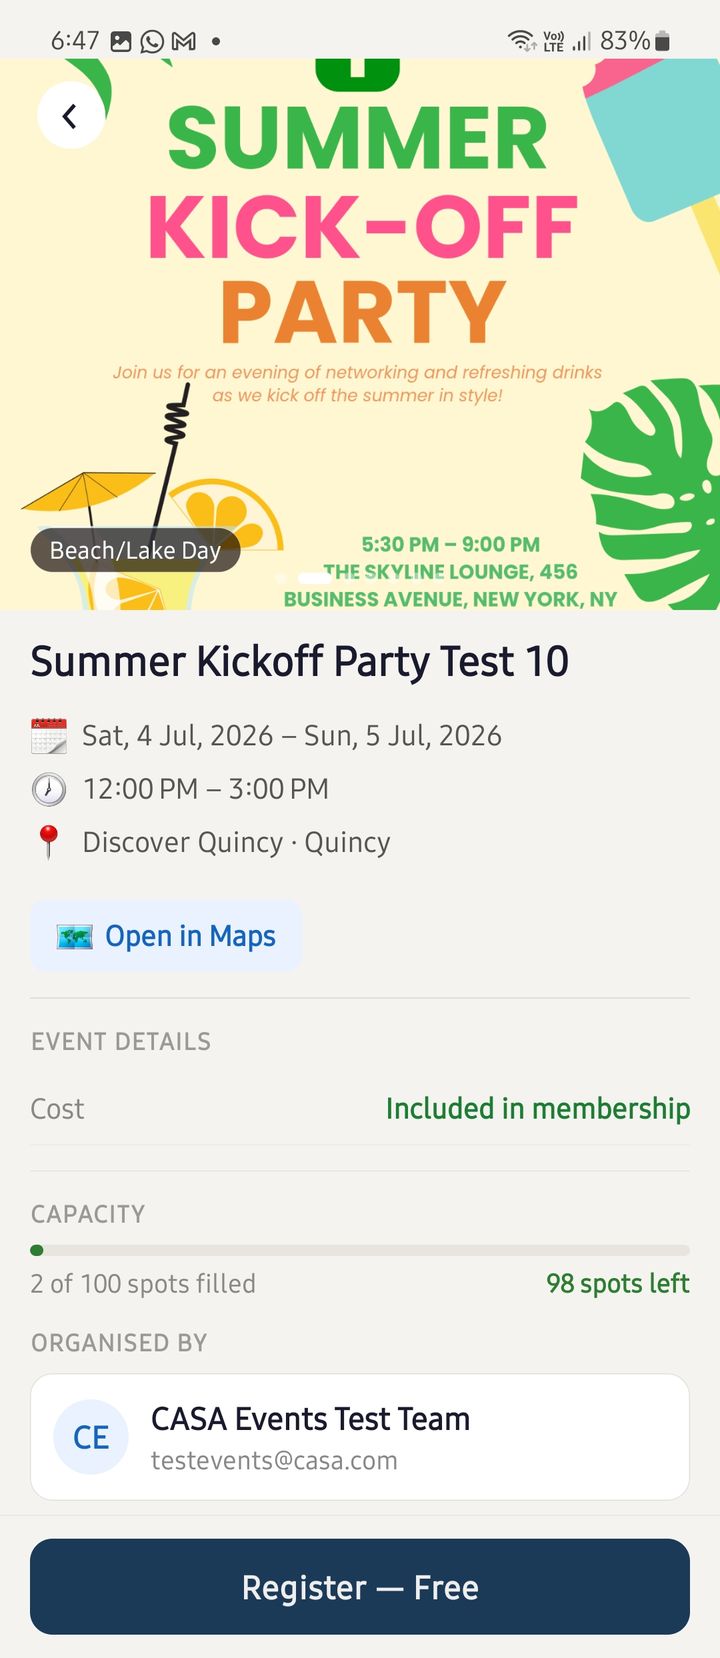 6:47
Vo))
LTE
83%
SUMMER
KICK-OFF
PARTY
Join us for an evening of networking and refreshing drinks
as we kick off the summer in style!
Beach/Lake Day
5:30 PM – 9:00 PM
THE SKYLINE LOUNGE, 456
BUSINESS AVENUE, NEW YORK, NY
Summer Kickoff Party Test 10
Sat, 4 Jul, 2026 – Sun, 5 Jul, 2026
12:00 PM – 3:00 PM
Discover Quincy · Quincy
Open in Maps
EVENT DETAILS
Cost
Included in membership
CAPACITY
2 of 100 spots filled
98 spots left
ORGANISED BY
CE
CASA Events Test Team
testevents@casa.com
Register — Free